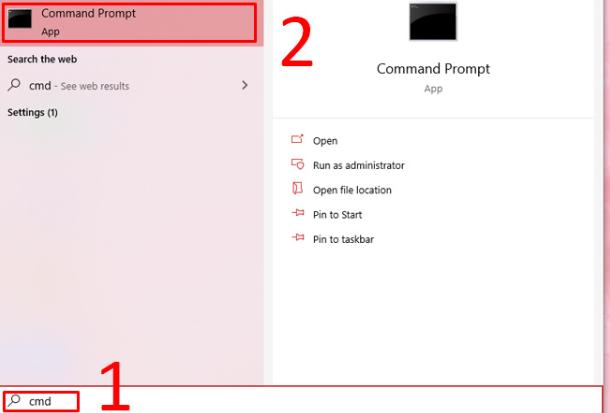 Command Prompt
App
Search the web
cmd - See web results
Settings (1)
1
cmd
2
Command Prompt
App
Open
Run as administrator
Open file location
Pin to Start
Pin to taskbar